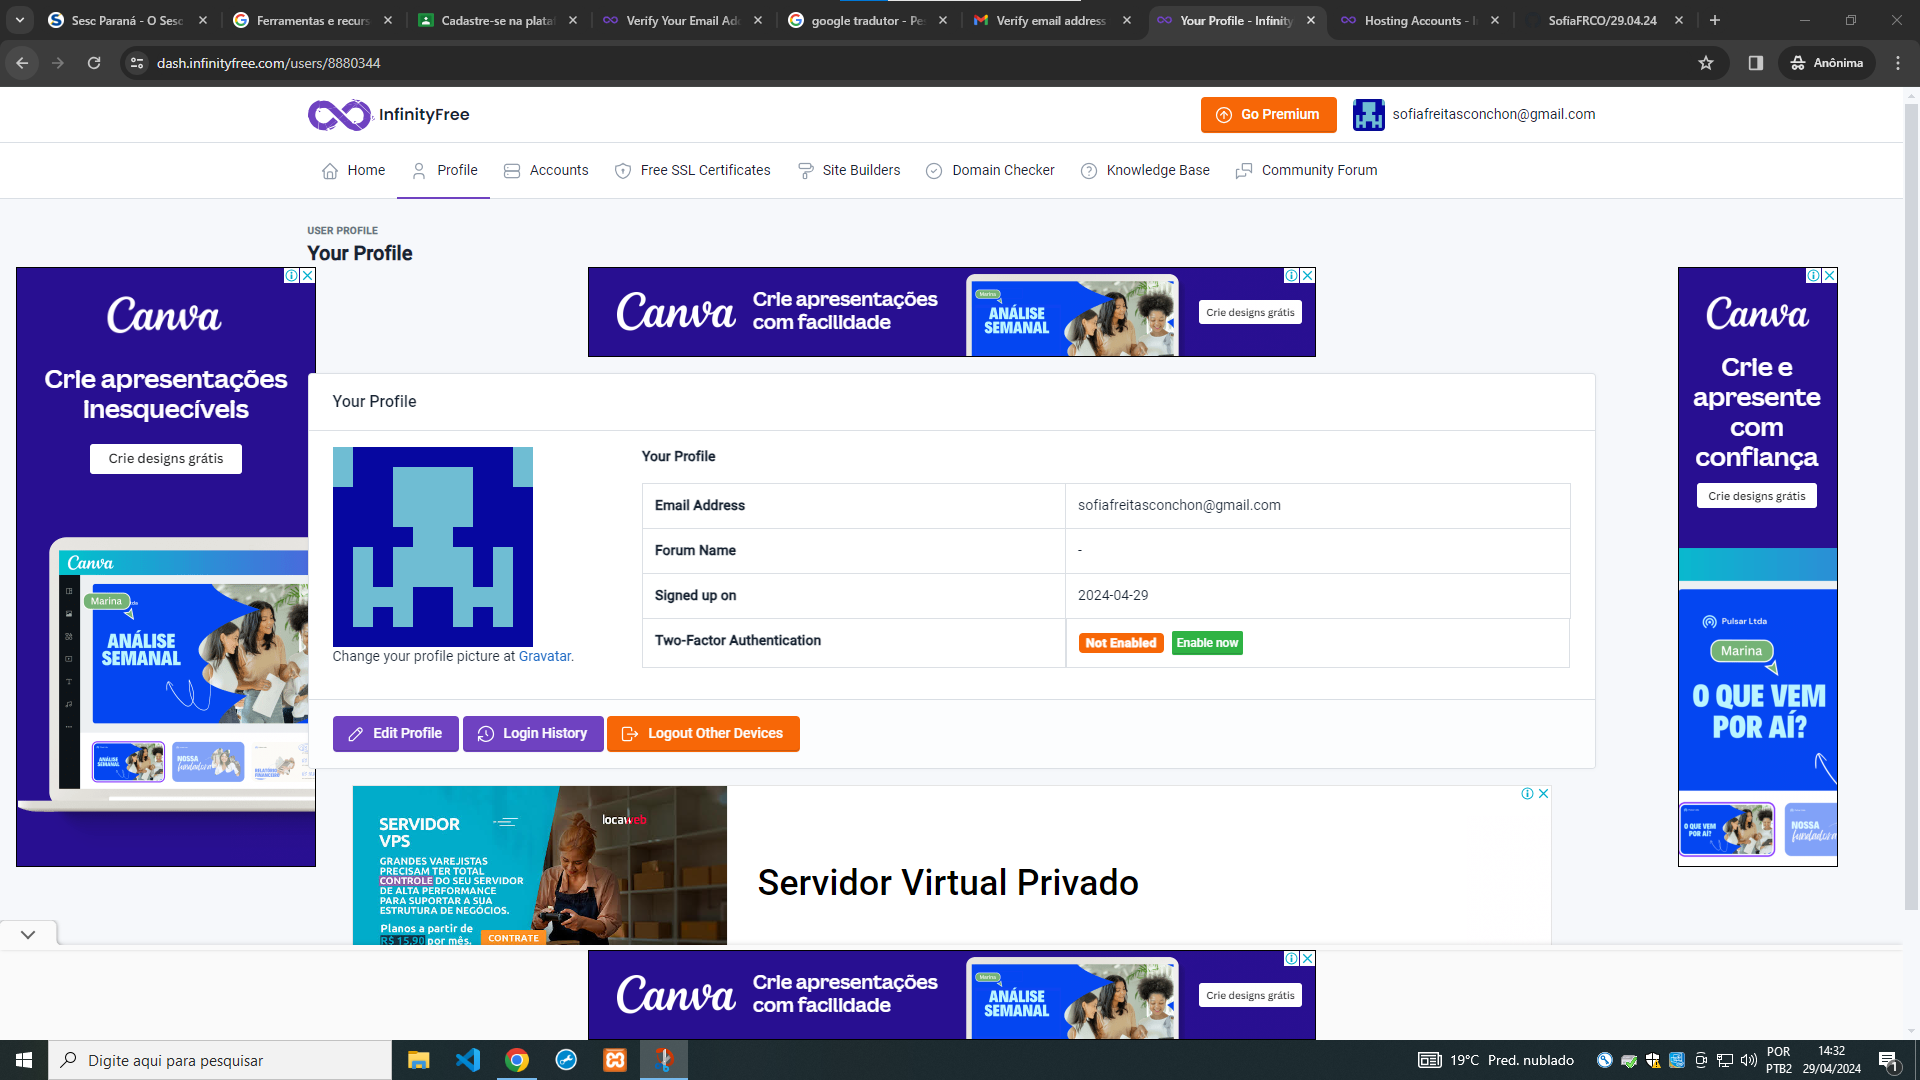 Sesc Paraná - O Sesc
Ferramentas e recurs
Cadastre-se na platal
Verify Your Email Add
google tradutor - Pes
Verify email address
Your Profile - Infinity
Hosting Accounts - I
SofiaFRCO/29.04.24
dash.infinityfree.com/users/8880344
Anônima
InfinityFree
Go Premium
sofiafreitasconchon@gmail.com
Home
Profile
Accounts
Free SSL Certificates
Site Builders
Domain Checker
Knowledge Base
Community Forum
USER PROFILE
Your Profile
Canva
Crie apresentações
inesquecíveis
Crie designs grátis
Canva
Marina
ANÁLISE
SEMANAL
ANÁLISE
SEMANAL
NOSSA
fundadora
Canva
Crie apresentações
com facilidade
Marina
ANÁLISE
SEMANAL
Crie designs grátis
Canva
Crie e
apresente
com
confiança
Crie designs grátis
Pulsar Ltda
Marina
O QUE VEM
POR AÍ?
O QUE VEM
POR AÍ?
NOSSA
fundadora
Your Profile
Change your profile picture at Gravatar.
Your Profile
Email Address
sofiafreitasconchon@gmail.com
Forum Name
-
Signed up on
2024-04-29
Two-Factor Authentication
Not Enabled
Enable now
Edit Profile
Login History
Logout Other Devices
SERVIDOR
VPS
GRANDES VAREJISTAS
PRECISAM TER TOTAL
CONTROLE DO SEU SERVIDOR
DE ALTA PERFORMANCE
PARA SUPORTAR A SUA
ESTRUTURA DE NEGÓCIOS.
Planos a partir de
R$ 15,90 por mês.
CONTRATE
locaweb
Servidor Virtual Privado
Canva
Crie apresentações
com facilidade
Marina
ANÁLISE
SEMANAL
Crie designs grátis
Digite aqui para pesquisar
19°C Pred. nublado
POR
PTB2
14:32
29/04/2024
1